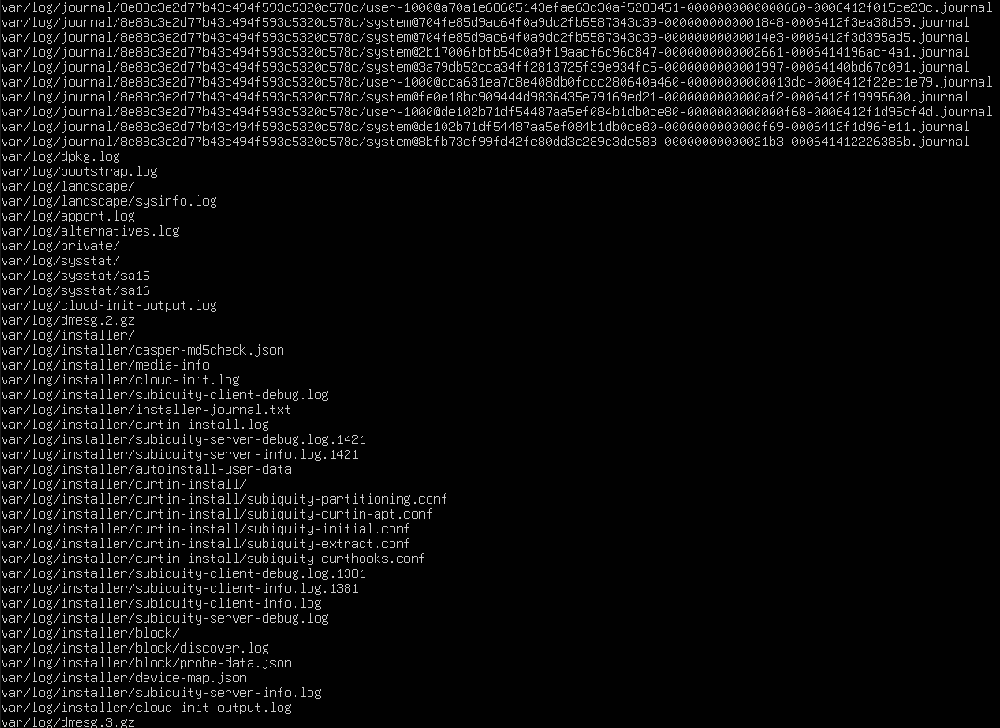 var/log/journal/8e88c3e2d77b43c494f593c5320c578c/user-1000@a70a1e68605143efae63d30af5288451-0000000000000660-0006412f015ce23c.journal
var/log/journal/8e88c3e2d77b43c494f593c5320c578c/system@704fe85d9ac64f0a9dc2fb5587343c39-0000000000001848-0006412f3ea38d59.journal
var/log/journal/8e88c3e2d77b43c494f593c5320c578c/system@704fe85d9ac64f0a9dc2fb5587343c39-00000000000014e3-0006412f3d395ad5.journal
var/log/journal/8e88c3e2d77b43c494f593c5320c578c/system@2b17006fbfb54c0a9f19aacf6c96c847-0000000000002661-0006414196acf4a1.journal
var/log/journal/8e88c3e2d77b43c494f593c5320c578c/system@3a79db52cca34ff2813725f39e934fc5-0000000000001997-00064140bd67c091.journal
var/log/journal/8e88c3e2d77b43c494f593c5320c578c/user-1000@cca631ea7c8e408db0fcdc280640a460-00000000000013dc-0006412f22ec1e79.journal
var/log/journal/8e88c3e2d77b43c494f593c5320c578c/system@fe0e18bc909444d9836435e79169ed21-0000000000000af2-0006412f19995600.journal
var/log/journal/8e88c3e2d77b43c494f593c5320c578c/user-1000@de102b71df54487aa5ef084b1db0ce80-0000000000000f68-0006412f1d95cf4d.journal
var/log/journal/8e88c3e2d77b43c494f593c5320c578c/system@de102b71df54487aa5ef084b1db0ce80-0000000000000f69-0006412f1d96fe11.journal
var/log/journal/8e88c3e2d77b43c494f593c5320c578c/system@8bfb73cf99fd42fe80dd3c289c3de583-00000000000021b3-000641412226386b.journal
var/log/dpkg.log
var/log/bootstrap.log
var/log/landscape/
var/log/landscape/sysinfo.log
var/log/apport.log
var/log/alternatives.log
var/log/private/
var/log/sysstat/
var/log/sysstat/sa15
var/log/sysstat/sa16
var/log/cloud-init-output.log
var/log/dmesg.2.gz
var/log/installer/
var/log/installer/casper-md5check.json
var/log/installer/media-info
var/log/installer/cloud-init.log
var/log/installer/subiquity-client-debug.log
var/log/installer/installer-journal.txt
var/log/installer/curtin-install.log
var/log/installer/subiquity-server-debug.log.1421
var/log/installer/subiquity-server-info.log.1421
var/log/installer/autoinstall-user-data
var/log/installer/curtin-install/
var/log/installer/curtin-install/subiquity-partitioning.conf
var/log/installer/curtin-install/subiquity-curtin-apt.conf
var/log/installer/curtin-install/subiquity-initial.conf
var/log/installer/curtin-install/subiquity-extract.conf
var/log/installer/curtin-install/subiquity-curthooks.conf
var/log/installer/subiquity-client-debug.log.1381
var/log/installer/subiquity-client-info.log.1381
var/log/installer/subiquity-client-info.log
var/log/installer/subiquity-server-debug.log
var/log/installer/block/
var/log/installer/block/discover.log
var/log/installer/block/probe-data.json
var/log/installer/device-map.json
var/log/installer/subiquity-server-info.log
var/log/installer/cloud-init-output.log
var/log/dmesg.3.gz